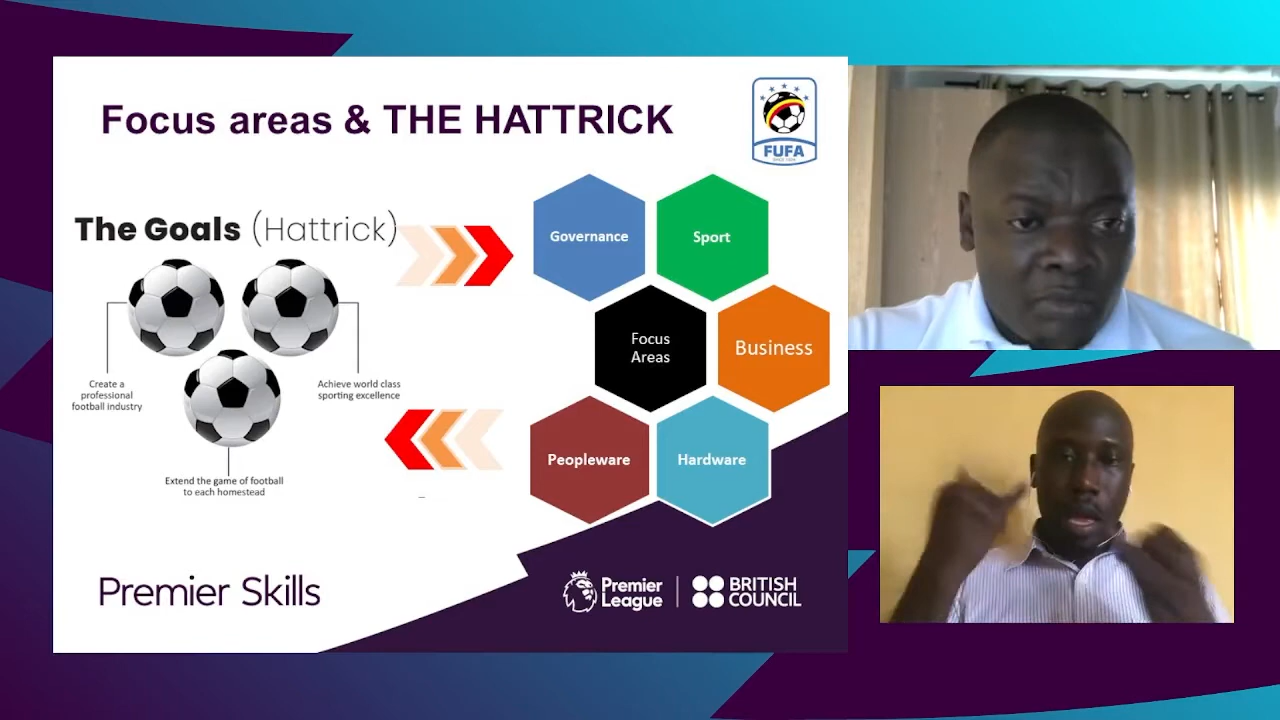 Focus areas & THE HATTRICK
FUFA
The Goals (Hattrick)
Create a
professional
football industry
Achieve world class
sporting excellence
Extend the game of football
to each homestead
Governance
Sport
Focus
Areas
Business
Peopleware
Hardware
Premier Skills
Premier
League
BRITISH
COUNCIL